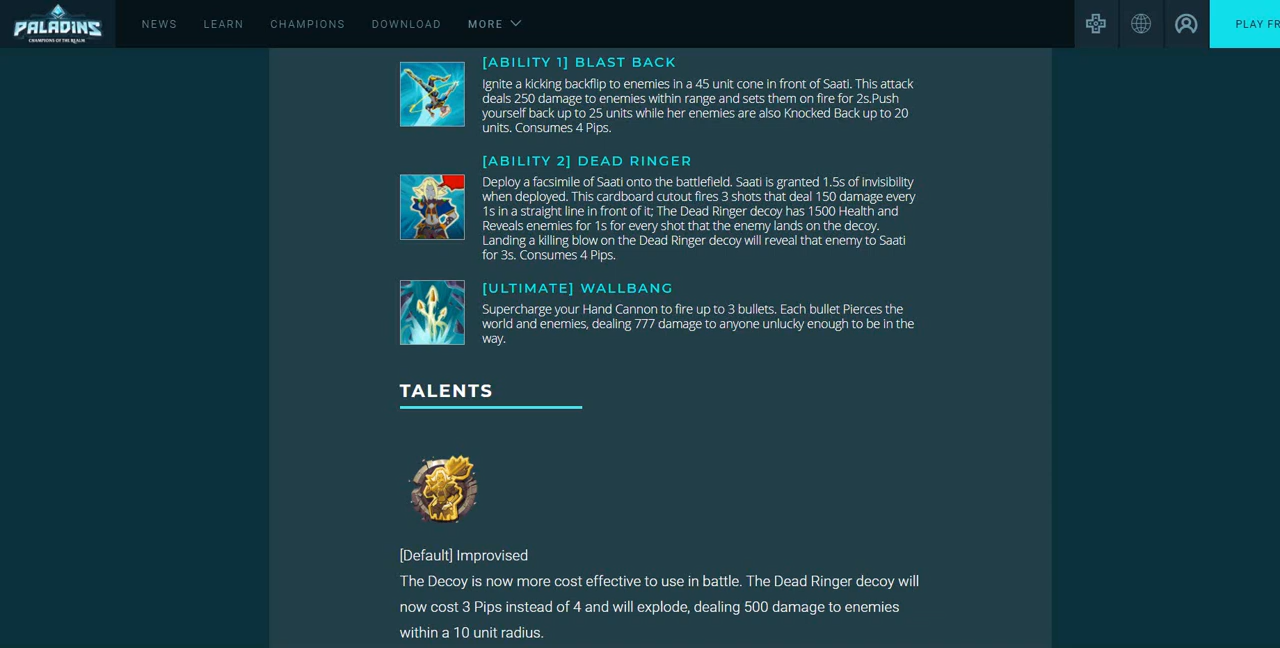 PALADINS
CHAMPIONS OF THE REALM
NEWS LEARN CHAMPIONS DOWNLOAD MORE PLAY FR
[ABILITY 1] BLAST BACK
Ignite a kicking backflip to enemies in a 45 unit cone in front of Saati. This attack
deals 250 damage to enemies within range and sets them on fire for 2s.Push
yourself back up to 25 units while her enemies are also Knocked Back up to 20
units. Consumes 4 Pips.
[ABILITY 2] DEAD RINGER
Deploy a facsimile of Saati onto the battlefield. Saati is granted 1.5s of invisibility
when deployed. This cardboard cutout fires 3 shots that deal 150 damage every
1s in a straight line in front of it; The Dead Ringer decoy has 1500 Health and
Reveals enemies for 1s for every shot that the enemy lands on the decoy.
Landing a killing blow on the Dead Ringer decoy will reveal that enemy to Saati
for 3s. Consumes 4 Pips.
[ULTIMATE] WALLBANG
Supercharge your Hand Cannon to fire up to 3 bullets. Each bullet Pierces the
world and enemies, dealing 777 damage to anyone unlucky enough to be in the
way.
TALENTS
[Default] Improvised
The Decoy is now more cost effective to use in battle. The Dead Ringer decoy will
now cost 3 Pips instead of 4 and will explode, dealing 500 damage to enemies
within a 10 unit radius.